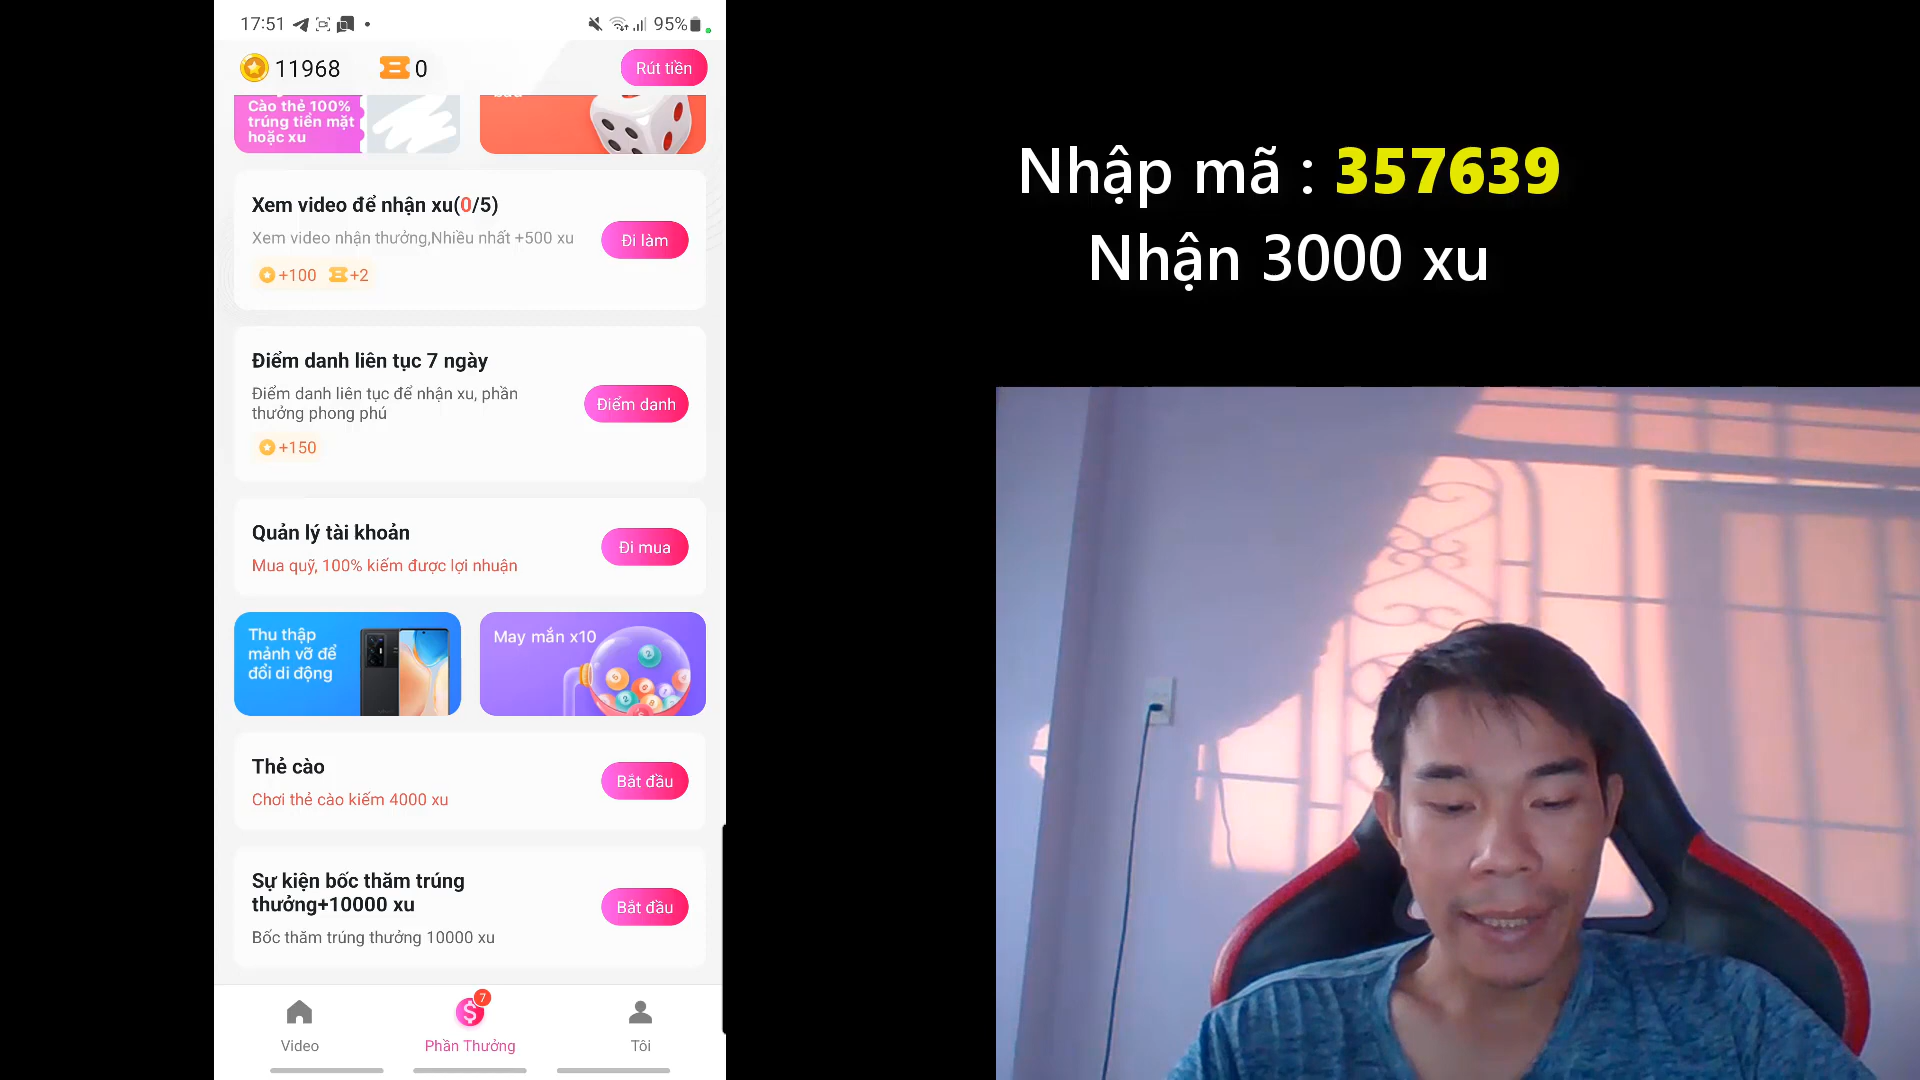 17:51
95%
11968
0
Rút tiền
Cào thẻ 100%
trúng tiền mặt
hoặc xu
Xem video để nhận xu(0/5)
Xem video nhận thưởng,Nhiều nhất +500 xu
+100 +2
Đi làm
Điểm danh liên tục 7 ngày
Điểm danh liên tục để nhận xu, phần
thưởng phong phú
+150
Điểm danh
Quản lý tài khoản
Mua quỹ, 100% kiếm được lợi nhuận
Đi mua
Thu thập
mảnh vỡ để
đổi di động
May mắn x10
Thẻ cào
Chơi thẻ cào kiếm 4000 xu
Bắt đầu
Sự kiện bốc thăm trúng
thưởng+10000 xu
Bốc thăm trúng thưởng 10000 xu
Bắt đầu
Video
7
Phần Thưởng
Tôi
Nhập mã : 357639
Nhận 3000 xu